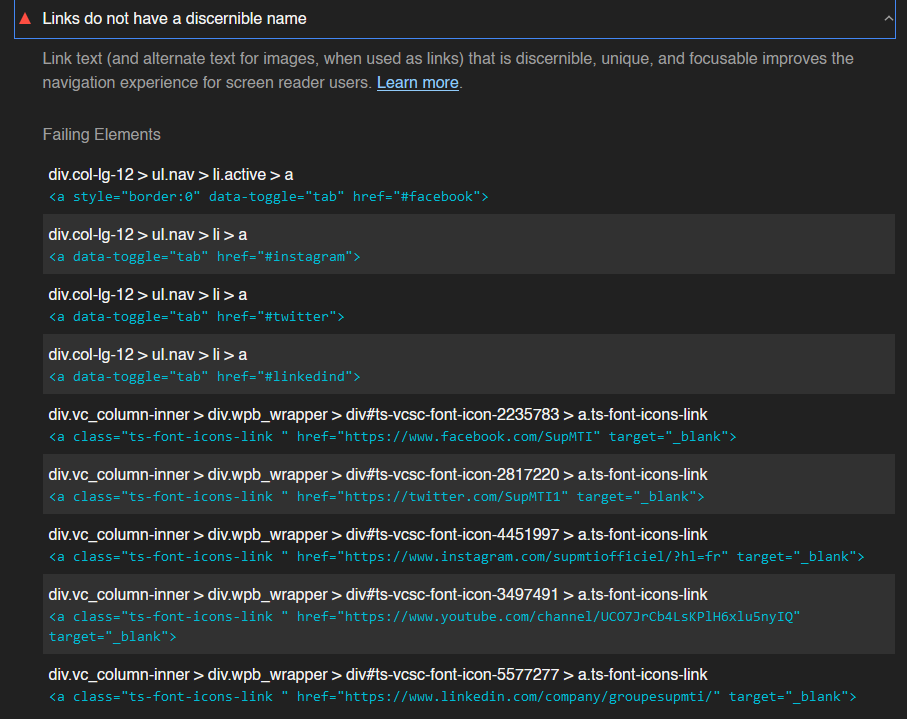 Links do not have a discernible name
Link text (and alternate text for images, when used as links) that is discernible, unique, and focusable improves the
navigation experience for screen reader users. Learn more.
Failing Elements
div.col-lg-12 > ul.nav > li.active > a
<a style="border:0" data-toggle="tab" href="#facebook">
div.col-lg-12 > ul.nav > li > a
<a data-toggle="tab" href="#instagram">
div.col-lg-12 > ul.nav > li > a
<a data-toggle="tab" href="#twitter">
div.col-lg-12 > ul.nav > li > a
<a data-toggle="tab" href="#linkedind">
div.vc_column-inner > div.wpb_wrapper > div#ts-vcsc-font-icon-2235783 > a.ts-font-icons-link
<a class="ts-font-icons-link " href="https://www.facebook.com/SupMTI" target="_blank">
div.vc_column-inner > div.wpb_wrapper > div#ts-vcsc-font-icon-2817220 > a.ts-font-icons-link
<a class="ts-font-icons-link " href="https://twitter.com/SupMTI1" target="_blank">
div.vc_column-inner > div.wpb_wrapper > div#ts-vcsc-font-icon-4451997 > a.ts-font-icons-link
<a class="ts-font-icons-link " href="https://www.instagram.com/supmtiofficiel/?hl=fr" target="_blank">
div.vc_column-inner > div.wpb_wrapper > div#ts-vcsc-font-icon-3497491 > a.ts-font-icons-link
<a class="ts-font-icons-link " href="https://www.youtube.com/channel/UCO7JrCb4LsKPlH6xlu5nyIQ"
target="_blank">
div.vc_column-inner > div.wpb_wrapper > div#ts-vcsc-font-icon-5577277 > a.ts-font-icons-link
<a class="ts-font-icons-link " href="https://www.linkedin.com/company/groupesupmti/" target="_blank">